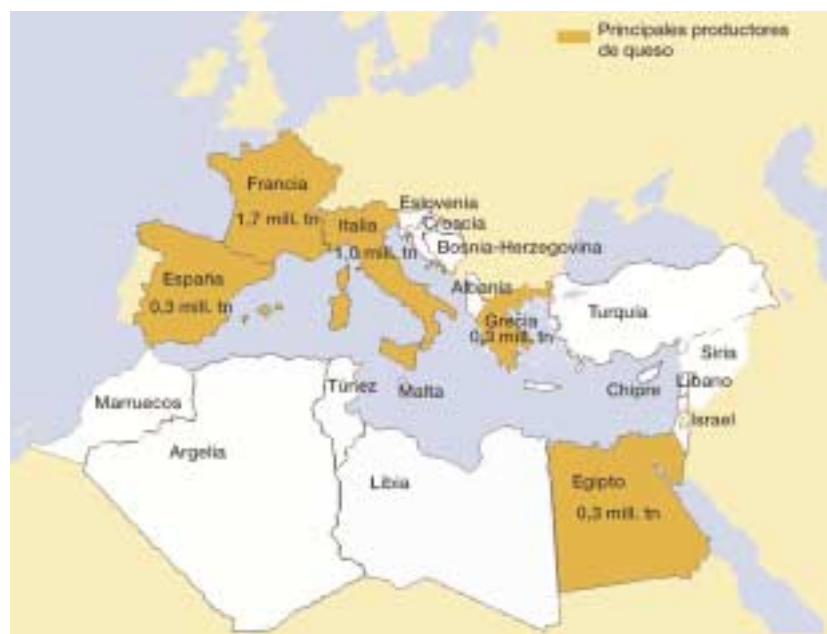 Principales productores
de queso
Francia
1,7 mill. tn
Italia
1,0 mill. tn
Eslovenia
Croacia
Bosnia-Herzegovina
España
0,3 mill. tn
Albania
Grecia
0,3 mill. tn
Turquía
Siria
Chipre
Líbano
Israel
Marruecos
Túnez
Malta
Argelia
Libia
Egipto
0,3 mill. tn